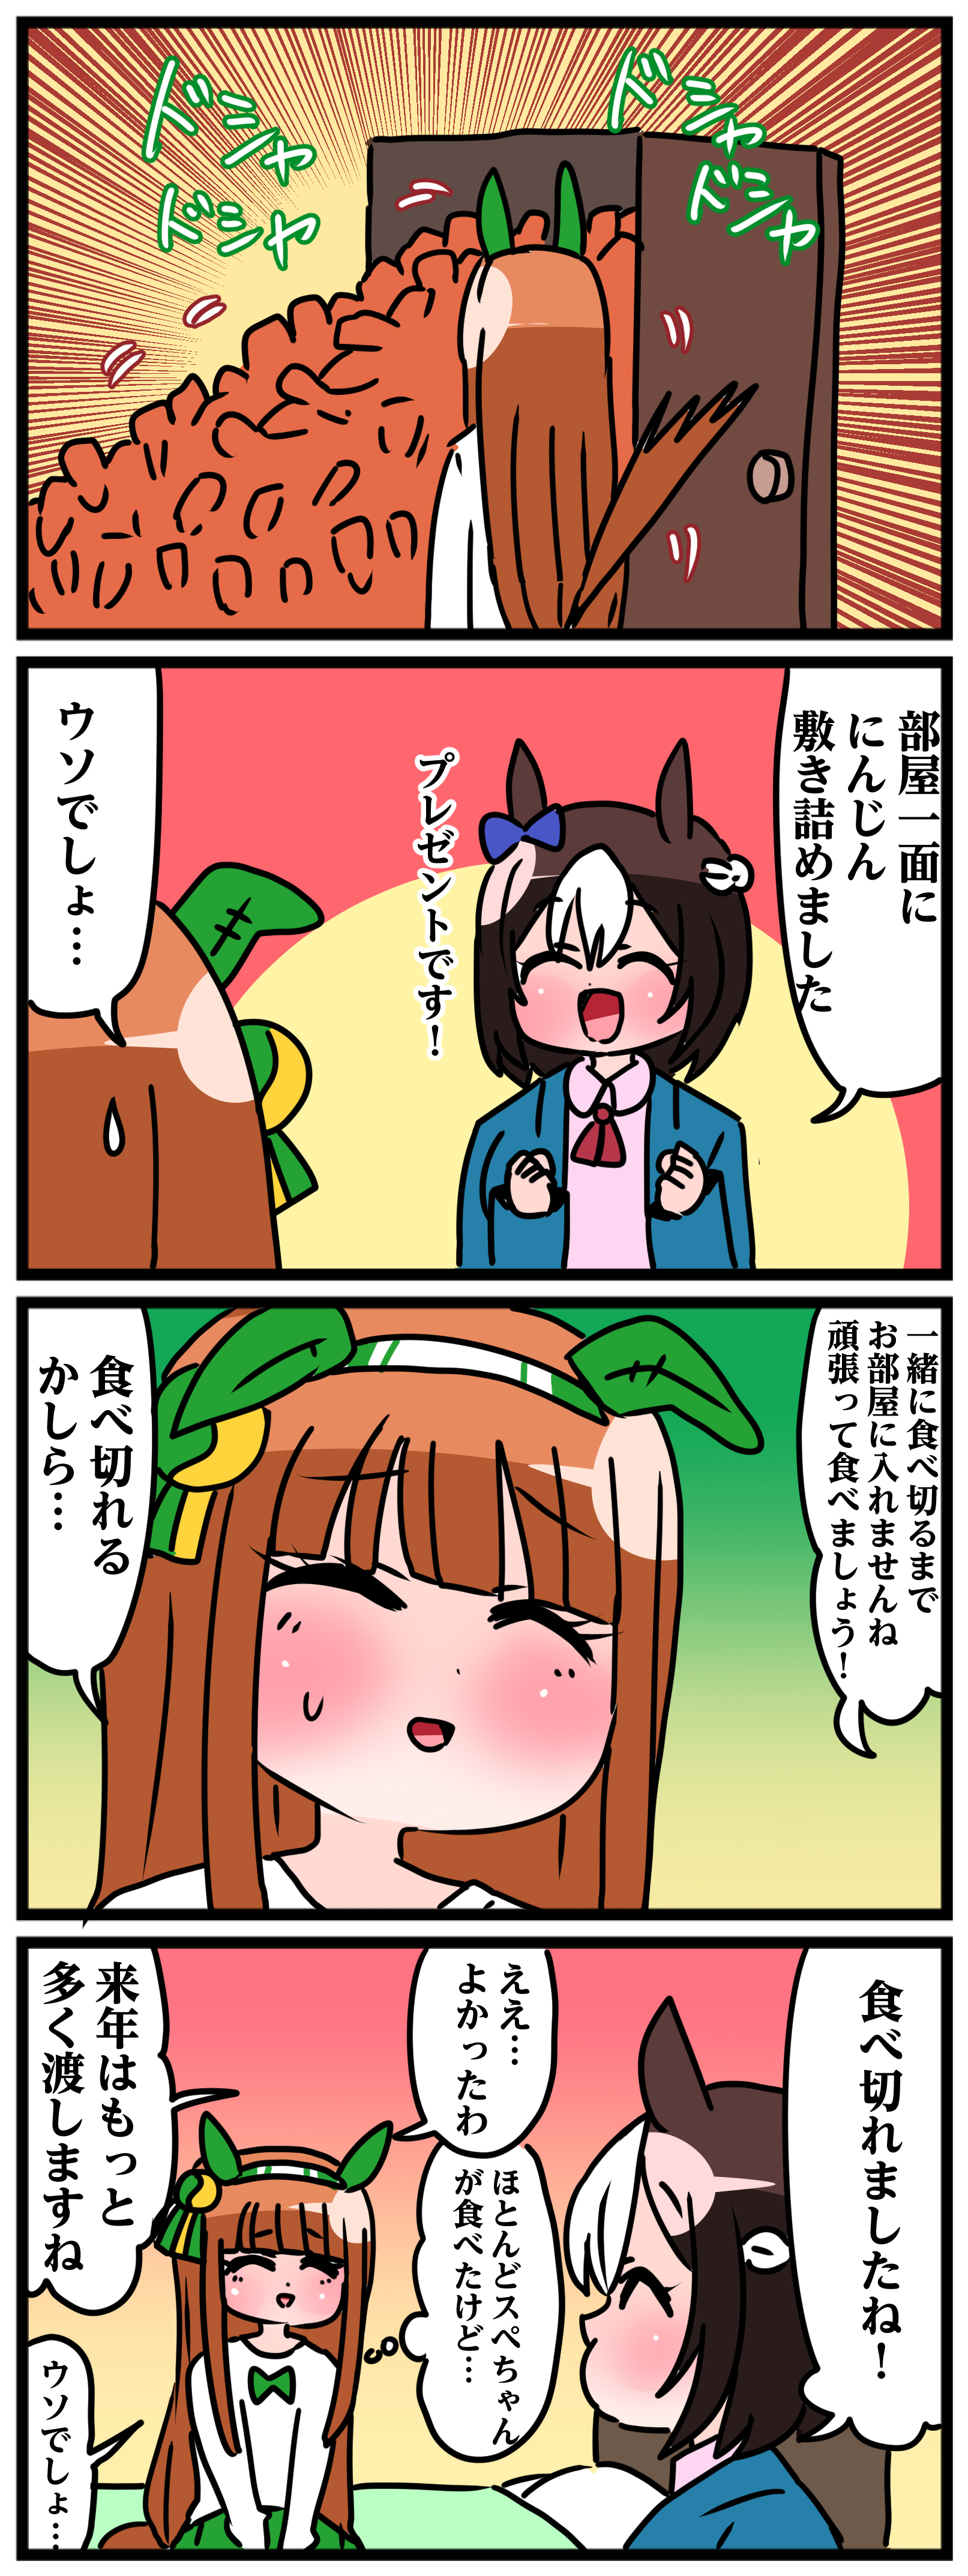 ドシャ
ドシャ
ドシャ
ドシャ
部屋一面に
にんじん
敷き詰めました
プレゼントです！
ウソでしょ…
一緒に食べ切るまで
お部屋に入れませんね
頑張って食べましょう！
食べ切れる
かしら…
食べ切れましたね！
ええ…
よかったわ
ほとんどスペちゃん
が食べたけど…
来年はもっと
多く渡しますね
ウソでしょ…